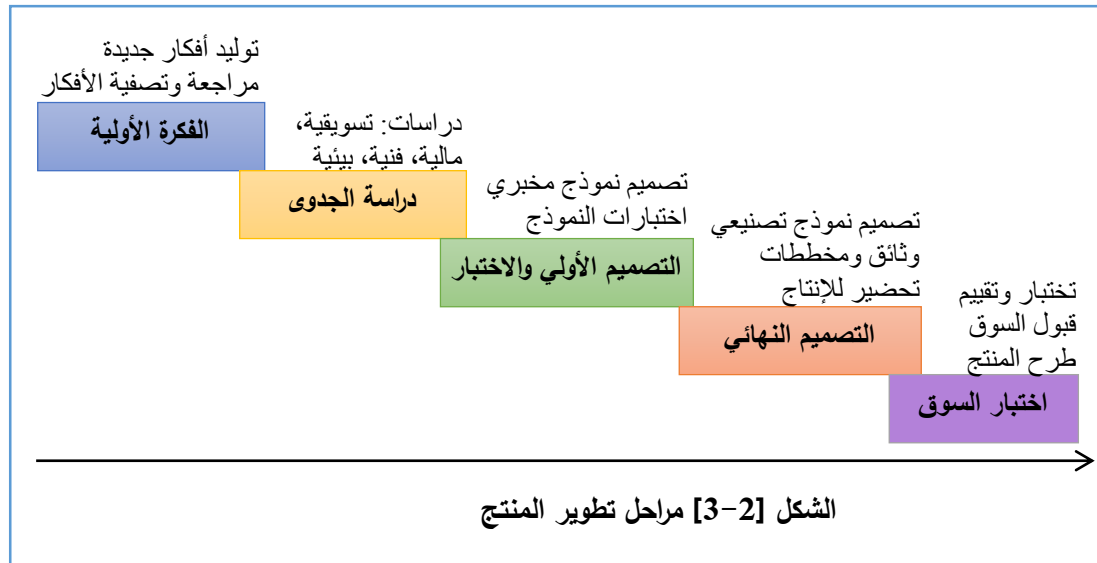 توليد أفكار جديدة
مراجعة وتصفية الأفكار
الفكرة الأولية
دراسات: تسويقية،
مالية، فنية، بيئية
دراسة الجدوى
تصميم نموذج مخبري
اختبارات النموذج
التصميم الأولي والاختبار
تصميم نموذج تصنيعي
وثائق ومخططات
تحضير للإنتاج
التصميم النهائي
تختبار وتقييم
قبول السوق
طرح المنتج
اختبار السوق
الشكل [2-3] مراحل تطوير المنتج